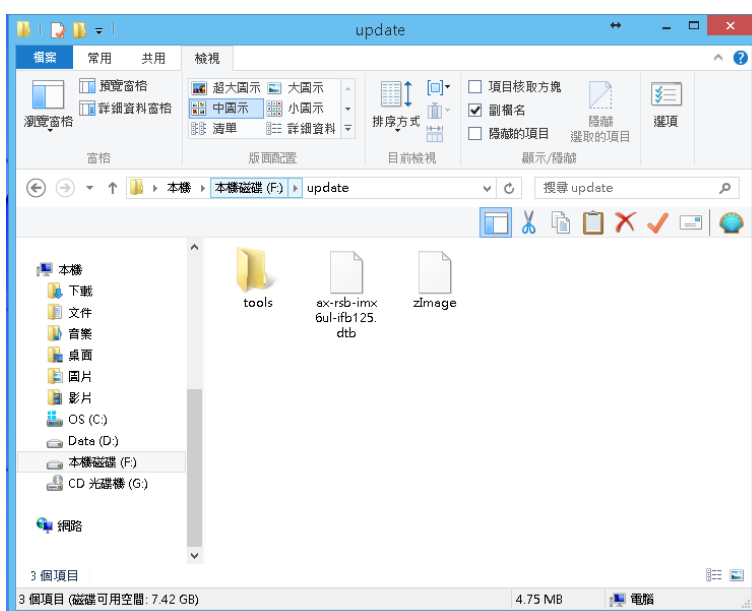 update
檔案 常用 共用 檢視
瀏覽窗格
預覽窗格
詳細資料窗格
窗格
超大圖示 大圖示
中圖示 小圖示
清單 詳細資料
版面配置
排序方式
目前檢視
項目核取方塊
副檔名
隱藏的項目
隱藏
選取的項目
顯示/隱藏
選項
本機 本機磁碟 (F:) update
搜尋 update
本機
下載
文件
音樂
桌面
圖片
影片
OS (C:)
Data (D:)
本機磁碟 (F:)
CD 光碟機 (G:)
網路
tools
ax-rsb-imx
6ul-ifb125.
dtb
zImage
3 個項目
3 個項目 (磁碟可用空間: 7.42 GB) 4.75 MB 電腦